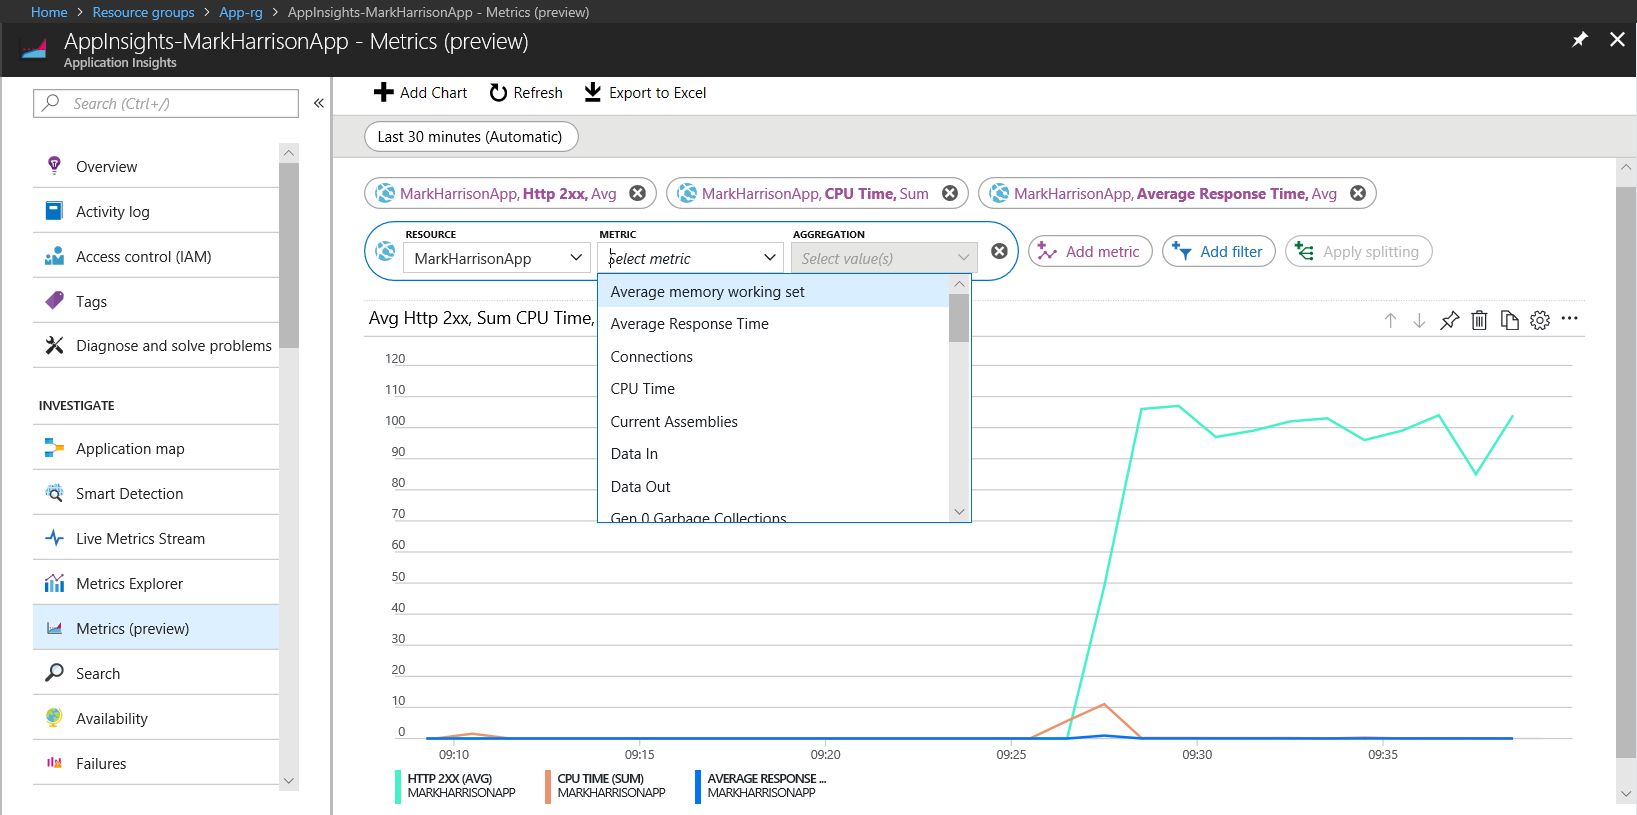 Home > Resource groups > App-rg > AppInsights-MarkHarrisonApp - Metrics (preview)
AppInsights-MarkHarrisonApp - Metrics (preview)
Application Insights
Search (Ctrl+/)
«
Overview
Activity log
Access control (IAM)
Tags
Diagnose and solve problems
INVESTIGATE
Application map
Smart Detection
Live Metrics Stream
Metrics Explorer
Metrics (preview)
Search
Availability
Failures
Add Chart Refresh Export to Excel
Last 30 minutes (Automatic)
MarkHarrisonApp, Http 2xx, Avg MarkHarrisonApp, CPU Time, Sum MarkHarrisonApp, Average Response Time, Avg
RESOURCE METRIC AGGREGATION
MarkHarrisonApp Select metric Select value(s) Add metric Add filter Apply splitting
Average memory working set
Average Response Time
Connections
CPU Time
Current Assemblies
Data In
Data Out
Gen 0 Garbage Collections
Avg Http 2xx, Sum CPU Time,
120
110
100
90
80
70
60
50
40
30
20
10
0
09:10 09:15 09:20 09:25 09:30 09:35
HTTP 2XX (AVG) CPU TIME (SUM) AVERAGE RESPONSE ...
MARKHARRISONAPP MARKHARRISONAPP MARKHARRISONAPP